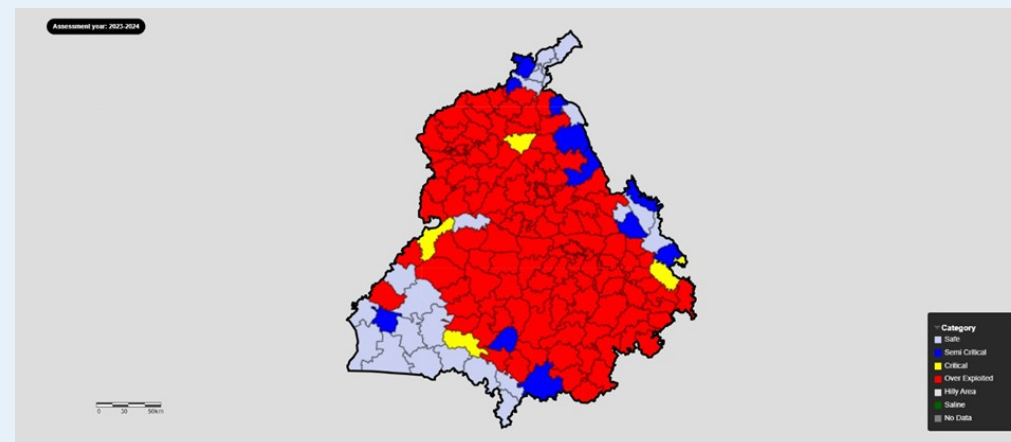 Assessment year: 2023-2024
Category
Safe
Semi Critical
Critical
Over Exploited
Hilly Area
Saline
No Data
0 30 50km